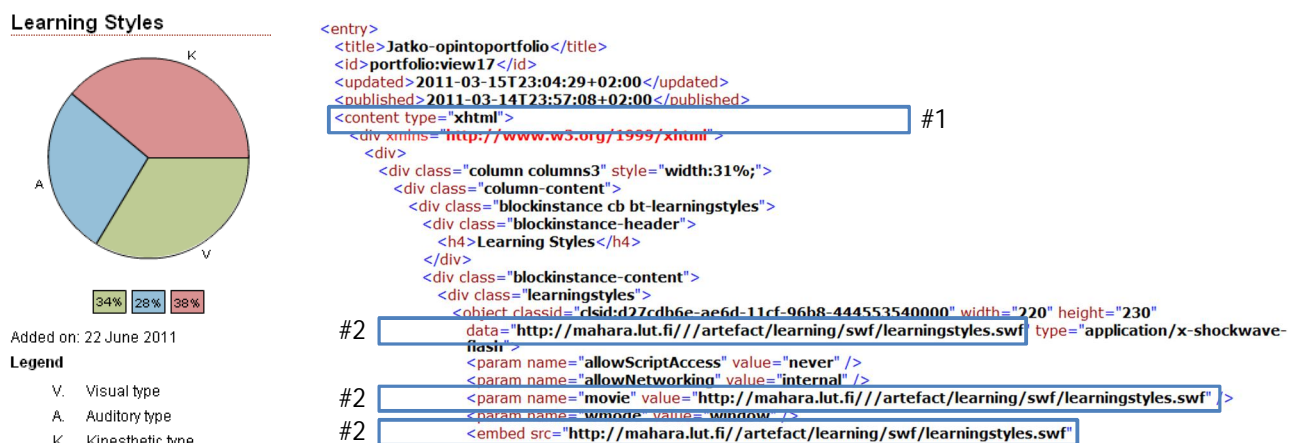 Learning Styles
K
A
V
34% 28% 38%
Added on: 22 June 2011
Legend
V. Visual type
A. Auditory type
K. Kinesthetic type
<entry>
<title>Jatko-opintoportfolio</title>
<id>portfolio:view17</id>
<updated>2011-03-15T23:04:29+02:00</updated>
<published>2011-03-14T23:57:08+02:00</published>
<content type="xhtml">
#1
<div xmlns="http://www.w3.org/1999/xhtml">
<div>
<div class="column columns3" style="width:31%;">
<div class="column-content">
<div class="blockinstance cb bt-learningstyles">
<div class="blockinstance-header">
<h4>Learning Styles</h4>
</div>
<div class="blockinstance-content">
<div class="learningstyles">
<object classid="clsid:d27cdb6e-ae6d-11cf-96b8-444553540000" width="220" height="230"
#2 data="http://mahara.lut.fi///artefact/learning/swf/learningstyles.swf" type="application/x-shockwave-
flash">
<param name="allowScriptAccess" value="never" />
<param name="allowNetworking" value="internal" />
#2 <param name="movie" value="http://mahara.lut.fi///artefact/learning/swf/learningstyles.swf" />
<param name="wmode" value="window" />
#2 <embed src="http://mahara.lut.fi//artefact/learning/swf/learningstyles.swf"